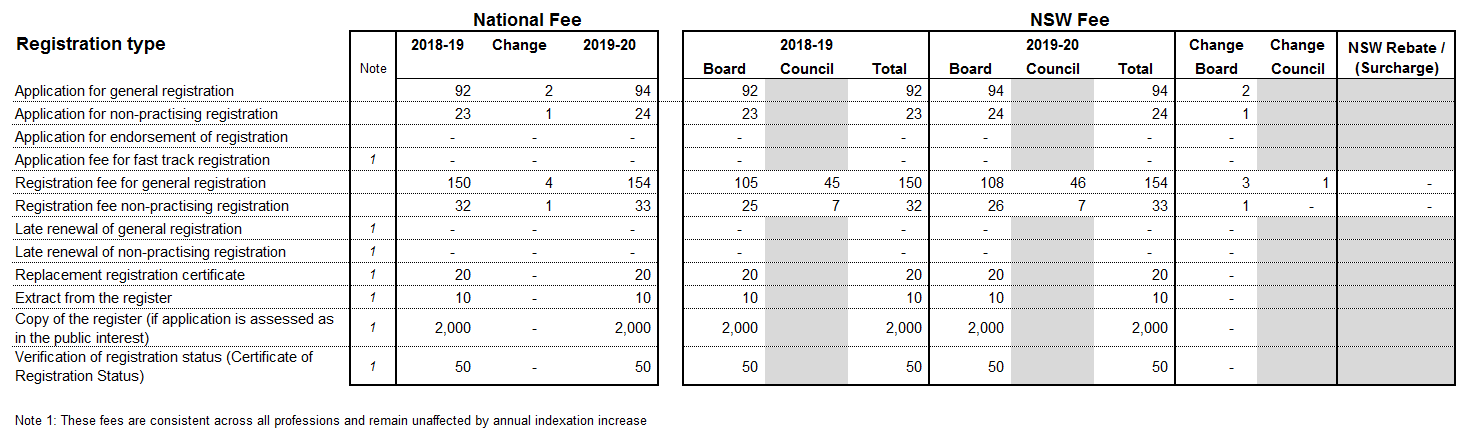 National Fee NSW Fee
Registration type 2018-19 Change 2019-20 2018-19 2019-20 Change Change NSW Rebate /
Note Board Council Total Board Council Total Board Council (Surcharge)
Application for general registration 92 2 94 92 92 94 94 2
Application for non-practising registration 23 1 24 23 23 24 24 1
Application for endorsement of registration - - - - - - - -
Application fee for fast track registration 1 - - - - - - - -
Registration fee for general registration 150 4 154 105 45 150 108 46 154 3 1 -
Registration fee non-practising registration 32 1 33 25 7 32 26 7 33 1 - -
Late renewal of general registration 1 - - - - - - - -
Late renewal of non-practising registration 1 - - - - - - - -
Replacement registration certificate 1 20 - 20 20 20 20 20 -
Extract from the register 1 10 - 10 10 10 10 10 -
Copy of the register (if application is assessed as
in the public interest) 1 2,000 - 2,000 2,000 2,000 2,000 2,000 -
Verification of registration status (Certificate of
Registration Status) 1 50 - 50 50 50 50 50 -
Note 1: These fees are consistent across all professions and remain unaffected by annual indexation increase